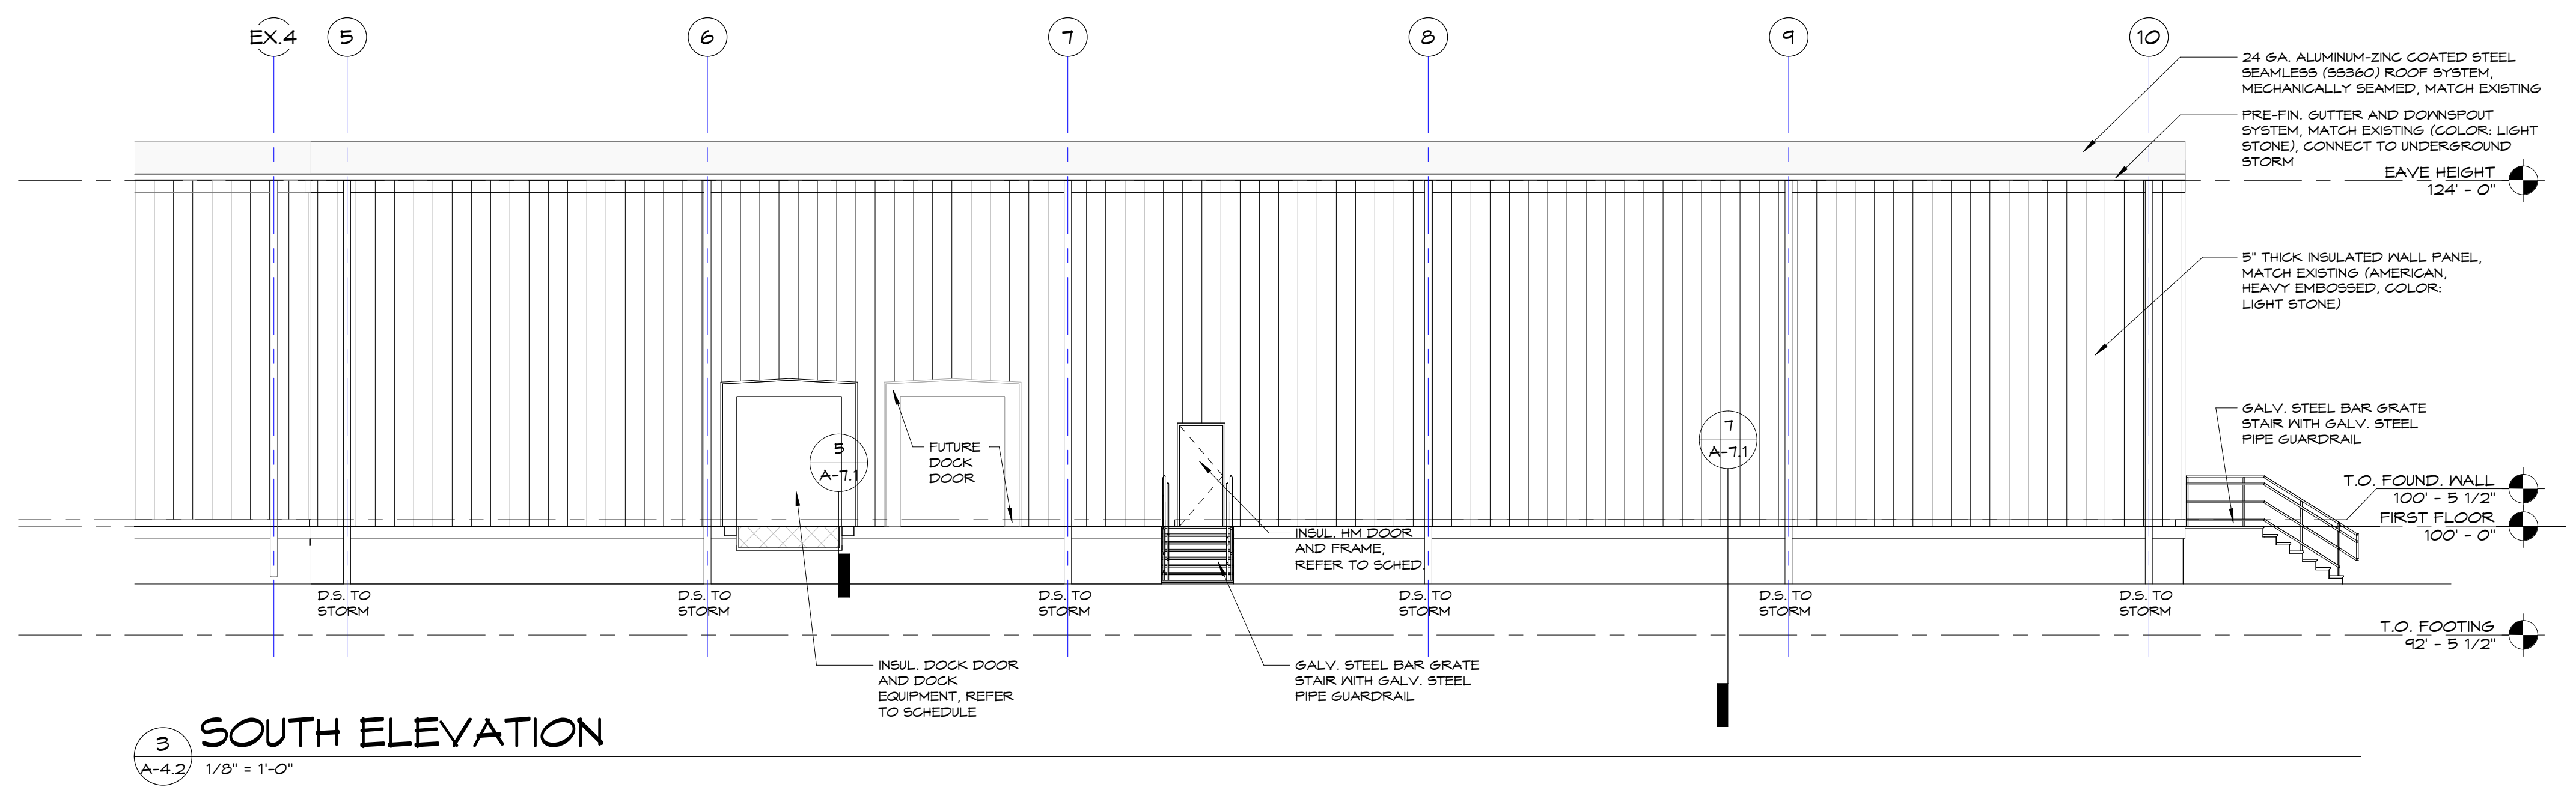 EX.4
5
6
7
8
9
10
24 GA. ALUMINUM-ZINC COATED STEEL
SEAMLESS (SS360) ROOF SYSTEM,
MECHANICALLY SEAMED, MATCH EXISTING
PRE-FIN. GUTTER AND DOWNSPOUT
SYSTEM, MATCH EXISTING (COLOR: LIGHT
STONE), CONNECT TO UNDERGROUND
STORM
EAVE HEIGHT
124' - 0"
5" THICK INSULATED WALL PANEL,
MATCH EXISTING (AMERICAN,
HEAVY EMBOSSED, COLOR:
LIGHT STONE)
GALV. STEEL BAR GRATE
STAIR WITH GALV. STEEL
PIPE GUARDRAIL
5
A-7.1
FUTURE
DOCK
DOOR
7
A-7.1
T.O. FOUND. WALL
100' - 5 1/2"
FIRST FLOOR
100' - 0"
INSUL. HM DOOR
AND FRAME,
REFER TO SCHED.
D.S. TO
STORM
D.S. TO
STORM
D.S. TO
STORM
D.S. TO
STORM
D.S. TO
STORM
D.S. TO
STORM
T.O. FOOTING
92' - 5 1/2"
INSUL. DOCK DOOR
AND DOCK
EQUIPMENT, REFER
TO SCHEDULE
GALV. STEEL BAR GRATE
STAIR WITH GALV. STEEL
PIPE GUARDRAIL
3
A-4.2
SOUTH ELEVATION
1/8" = 1'-0"